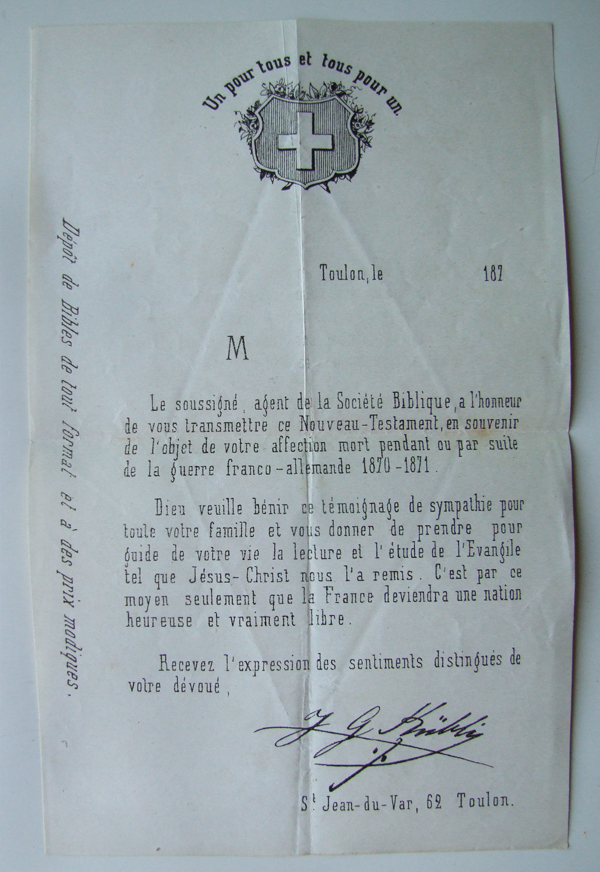 Un pour tous et tous pour un.
Toulon, le 187
M
Le soussigné, agent de la Société Biblique, a l'honneur
de vous transmettre ce Nouveau-Testament, en souvenir
de l'objet de votre affection mort pendant ou par suite
de la guerre franco-allemande 1870-1871.
Dieu veuille bénir ce témoignage de sympathie pour
toute votre famille et vous donner de prendre pour
guide de votre vie la lecture et l'étude de l'Evangile
tel que Jésus-Christ nous l'a remis. C'est par ce
moyen seulement que la France deviendra une nation
heureuse et vraiment libre.
Recevez l'expression des sentiments distingués de
votre dévoué,
J G Kübli
St Jean-du-Var, 62 Toulon.
Dépôt de Bibles de tout format et à des prix modiques.